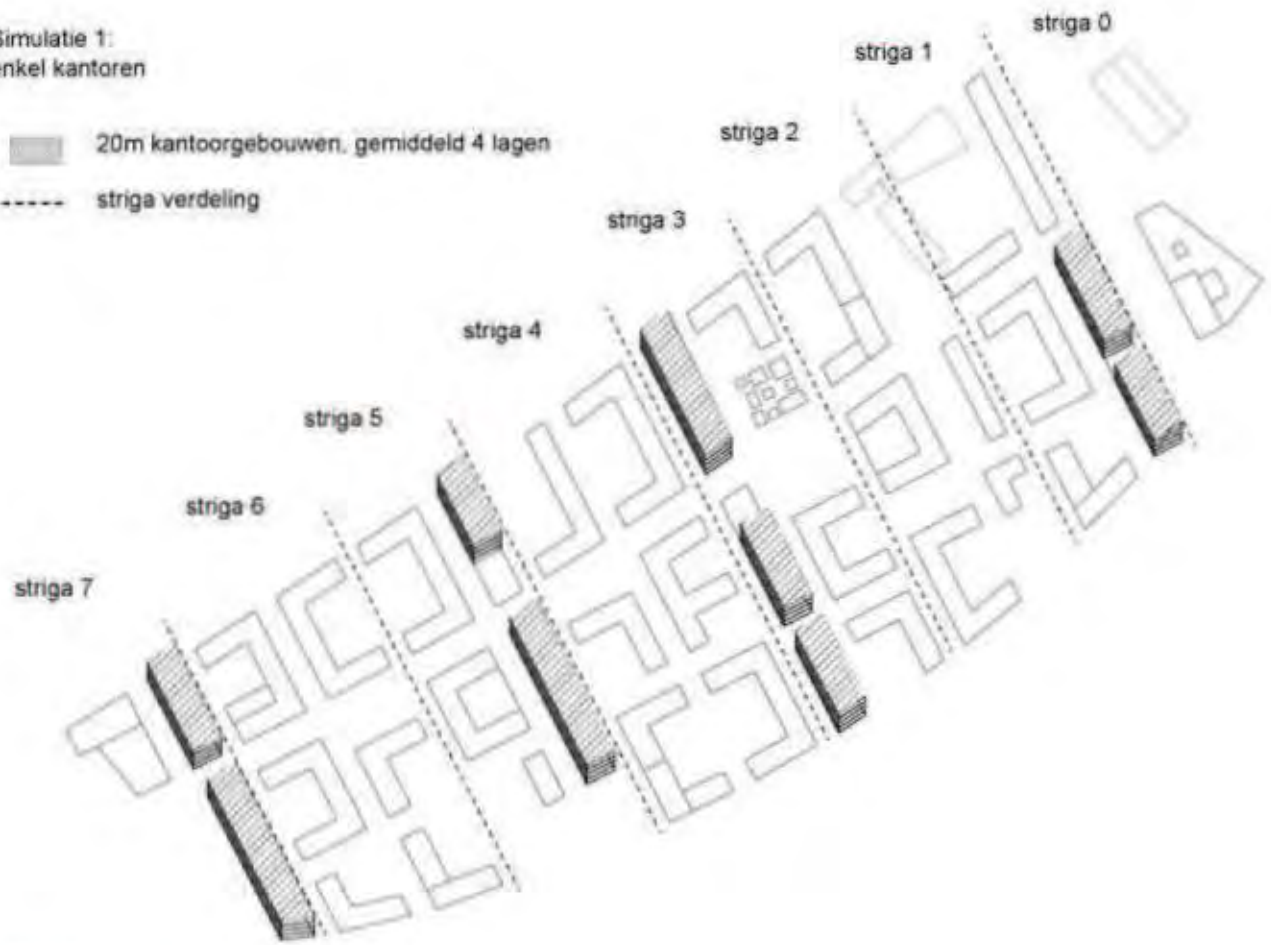 Simulatie 1:
enkel kantoren
20m kantoorgebouwen, gemiddeld 4 lagen
striga verdeling
striga 0
striga 1
striga 2
striga 3
striga 4
striga 5
striga 6
striga 7